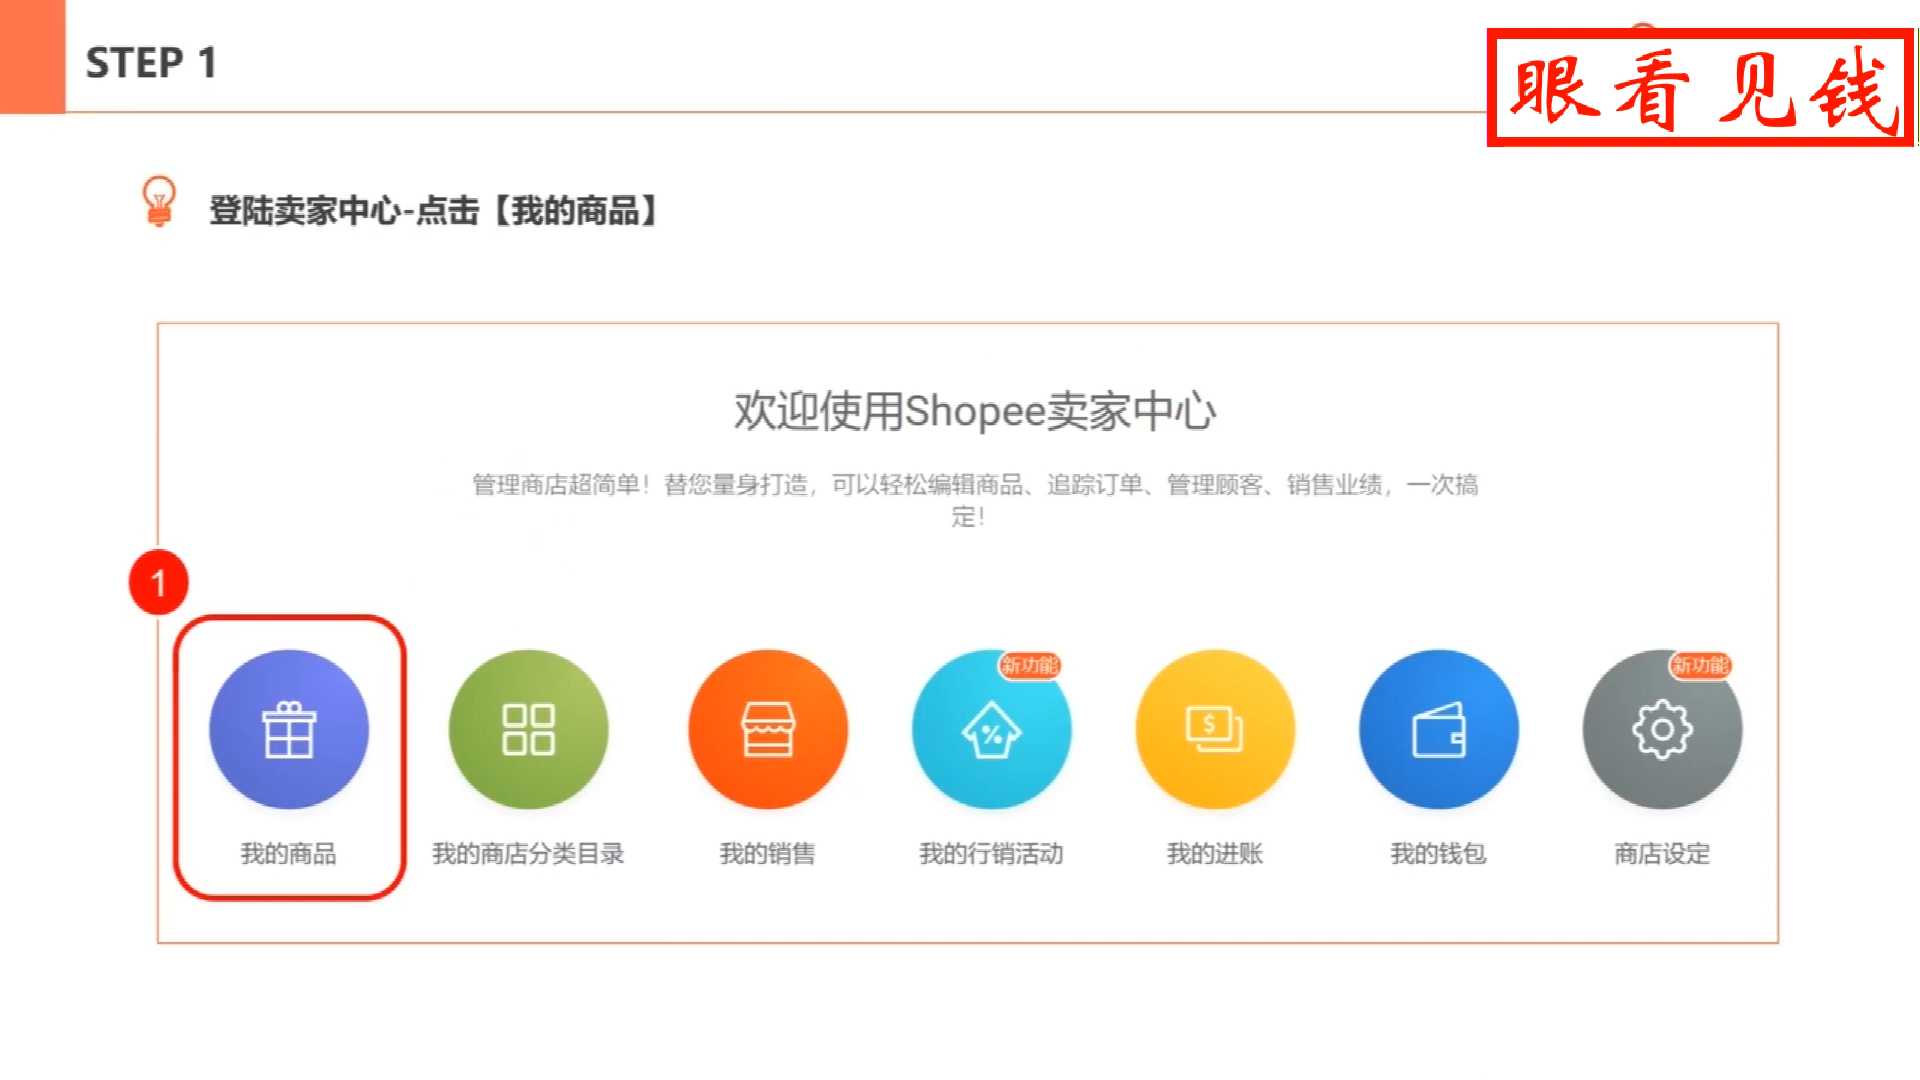 STEP 1
眼看见钱
登陆卖家中心-点击【我的商品】
欢迎使用Shopee卖家中心
管理商店超简单！替您量身打造，可以轻松编辑商品、追踪订单、管理顾客、销售业绩，一次搞
定！
1
新功能
新功能
$
%
我的商品
我的商店分类目录
我的销售
我的行销活动
我的进账
我的钱包
商店设定